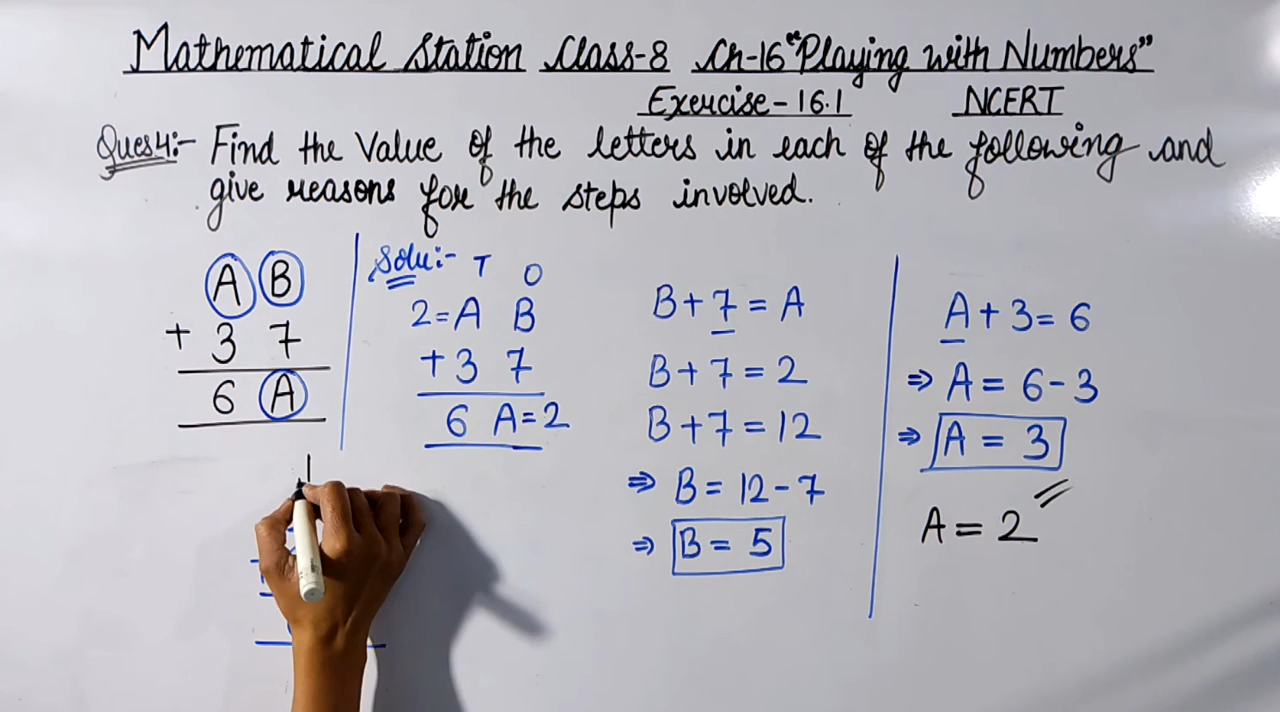 Mathematical Station Class-8 Ch-16 "Playing with Numbers"
Exercise-16.1 NCERT
Ques4:- Find the Value of the letters in each of the following and
give reasons for the steps involved.
A B
+ 3 7
6 A
Solu:- T O
2=A B
+3 7
6 A=2
B+7=A
B+7=2
B+7=12
⇒ B=12-7
⇒ B=5
A+3=6
⇒ A=6-3
⇒ A=3
A=2